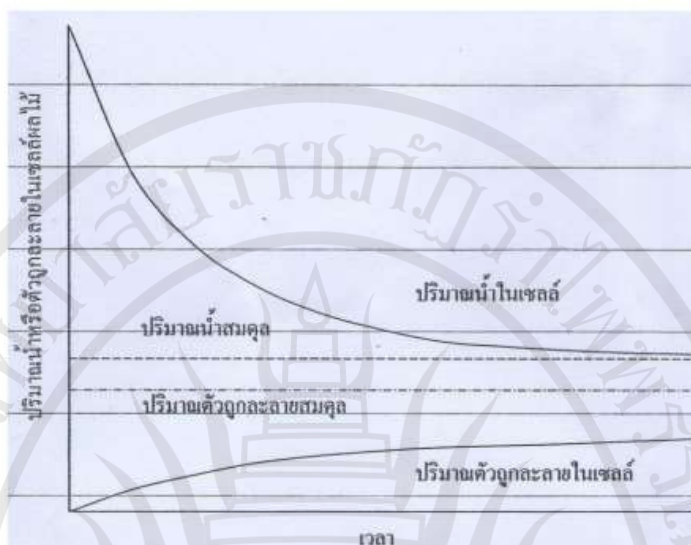 ปริมาณน้ำหรือตัวถูกละลายในเซลล์ผลไม้
ปริมาณน้ำในเซลล์
ปริมาณน้ำสมดุล
ปริมาณตัวถูกละลายสมดุล
ปริมาณตัวถูกละลายในเซลล์
เวลา